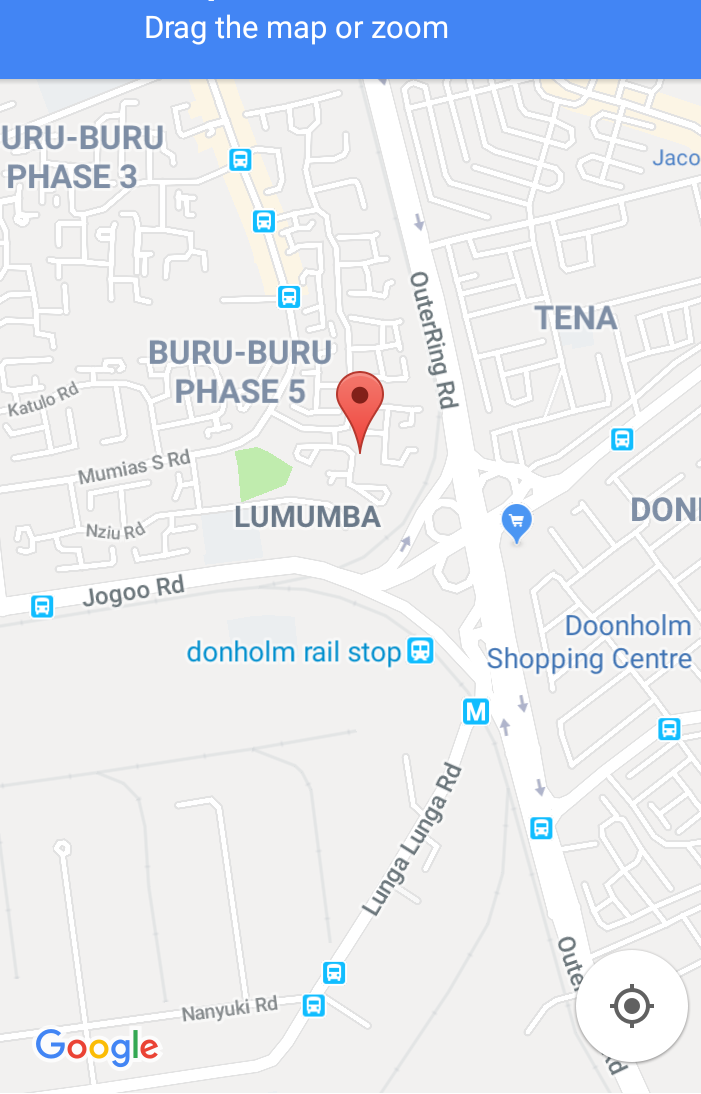 Drag the map or zoom
URU-BURU
PHASE 3
Jaco
OuterRing Rd
TENA
BURU-BURU
PHASE 5
Katulo Rd
Mumias S Rd
DON
LUMUMBA
Nziu Rd
Jogoo Rd
Doonholm
Shopping Centre
donholm rail stop
M
Lunga Lunga Rd
Oute
Nanyuki Rd
Google
Rd